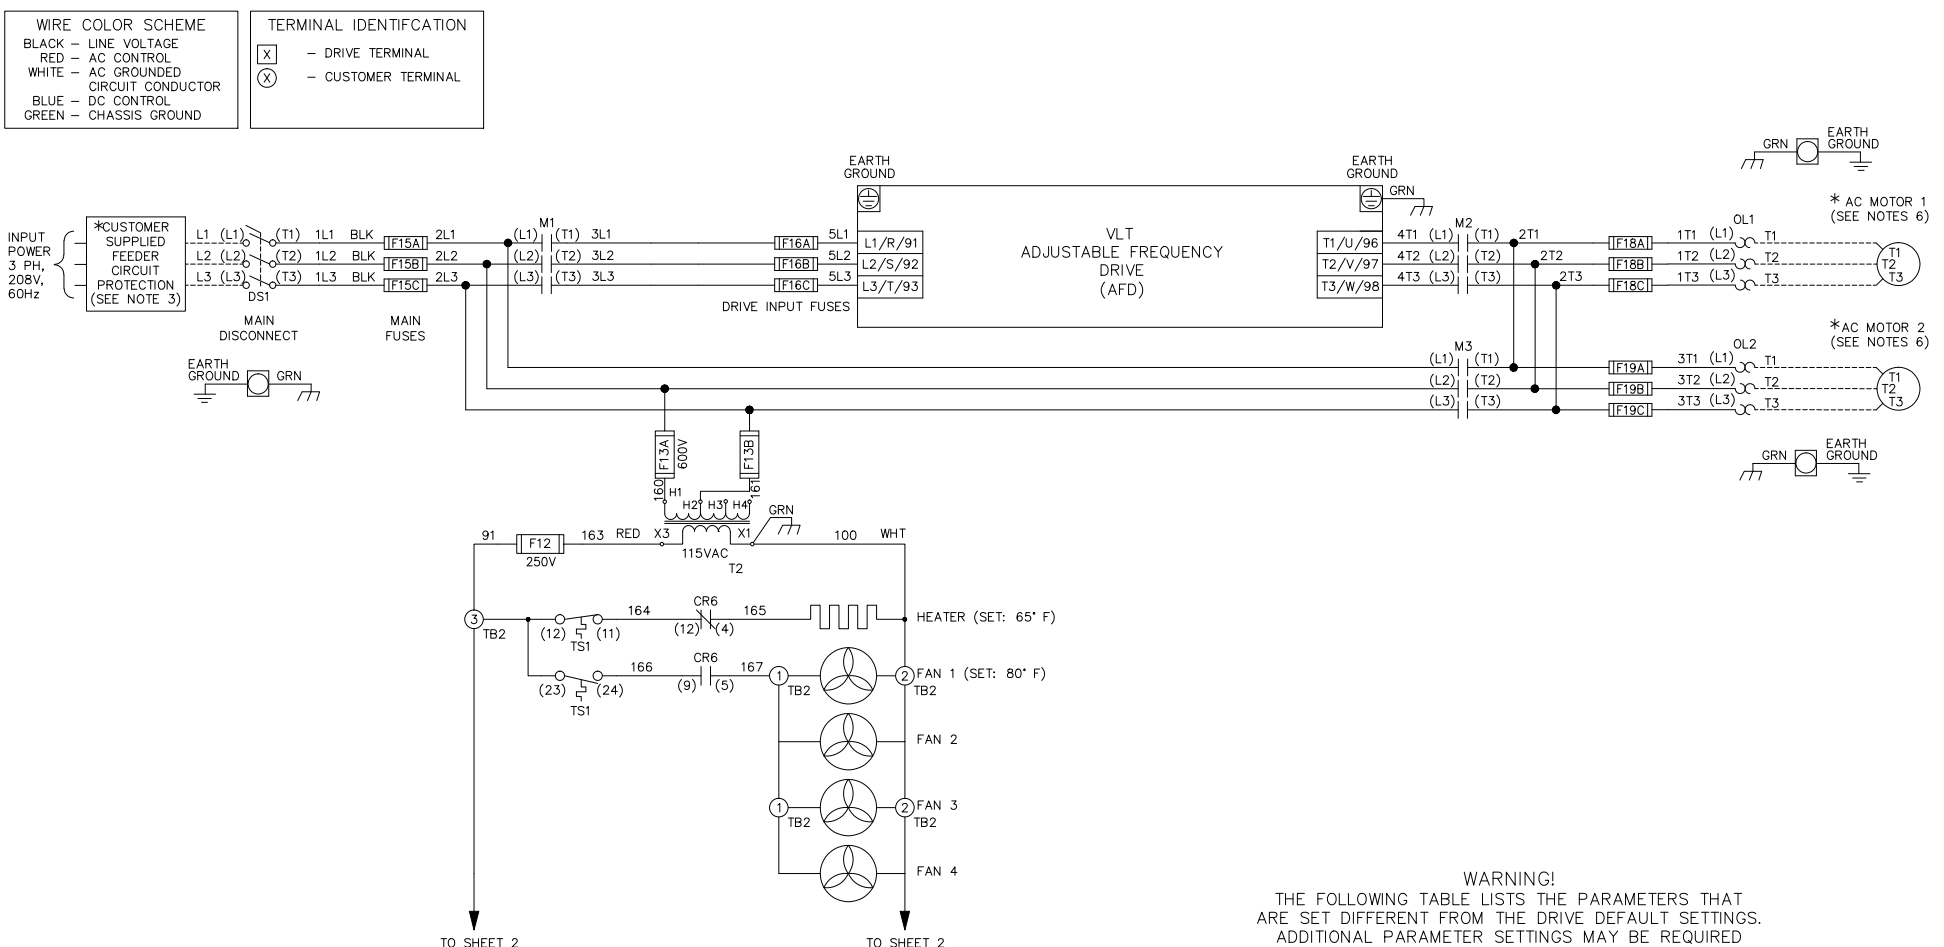 WIRE COLOR SCHEME
BLACK – LINE VOLTAGE
RED – AC CONTROL
WHITE – AC GROUNDED
CIRCUIT CONDUCTOR
BLUE – DC CONTROL
GREEN – CHASSIS GROUND
TERMINAL IDENTIFCATION
X – DRIVE TERMINAL
X – CUSTOMER TERMINAL
INPUT
POWER
3 PH,
208V,
60Hz
*CUSTOMER
SUPPLIED
FEEDER
CIRCUIT
PROTECTION
(SEE NOTE 3)
L1 (L1) (T1) 1L1 BLK F15A 2L1 (L1) M1 (T1) 3L1 F16A 5L1
L2 (L2) (T2) 1L2 BLK F15B 2L2 (L2) (T2) 3L2 F16B 5L2
L3 (L3) (T3) 1L3 BLK F15C 2L3 (L3) (T3) 3L3 F16C 5L3
DS1
MAIN
DISCONNECT
MAIN
FUSES
DRIVE INPUT FUSES
EARTH
GROUND
GRN
EARTH
GROUND
L1/R/91
L2/S/92
L3/T/93
VLT
ADJUSTABLE FREQUENCY
DRIVE
(AFD)
EARTH
GROUND
GRN
T1/U/96
T2/V/97
T3/W/98
4T1 (L1) M2 (T1) 2T1 F18A 1T1 (L1) OL1 T1
4T2 (L2) (T2) 2T2 F18B 1T2 (L2) T2
4T3 (L3) (T3) 2T3 F18C 1T3 (L3) T3
GRN
EARTH
GROUND
* AC MOTOR 1
(SEE NOTES 6)
T1
T2
T3
*AC MOTOR 2
(SEE NOTES 6)
(L1) M3 (T1) F19A 3T1 (L1) OL2 T1
(L2) (T2) F19B 3T2 (L2) T2
(L3) (T3) F19C 3T3 (L3) T3
T1
T2
T3
GRN
EARTH
GROUND
F13A
600V
F13B
160
161
H1
H2 H3 H4
GRN
91 F12 163 RED X3 X1 100 WHT
250V
115VAC
T2
3
TB2
(12) (11)
TS1
164
CR6
(12) (4)
165
HEATER (SET: 65° F)
(23) (24)
TS1
166
CR6
(9) (5)
167
1
TB2
2
TB2
FAN 1 (SET: 80° F)
FAN 2
1
TB2
2
TB2
FAN 3
FAN 4
TO SHEET 2
TO SHEET 2
WARNING!
THE FOLLOWING TABLE LISTS THE PARAMETERS THAT
ARE SET DIFFERENT FROM THE DRIVE DEFAULT SETTINGS.
ADDITIONAL PARAMETER SETTINGS MAY BE REQUIRED